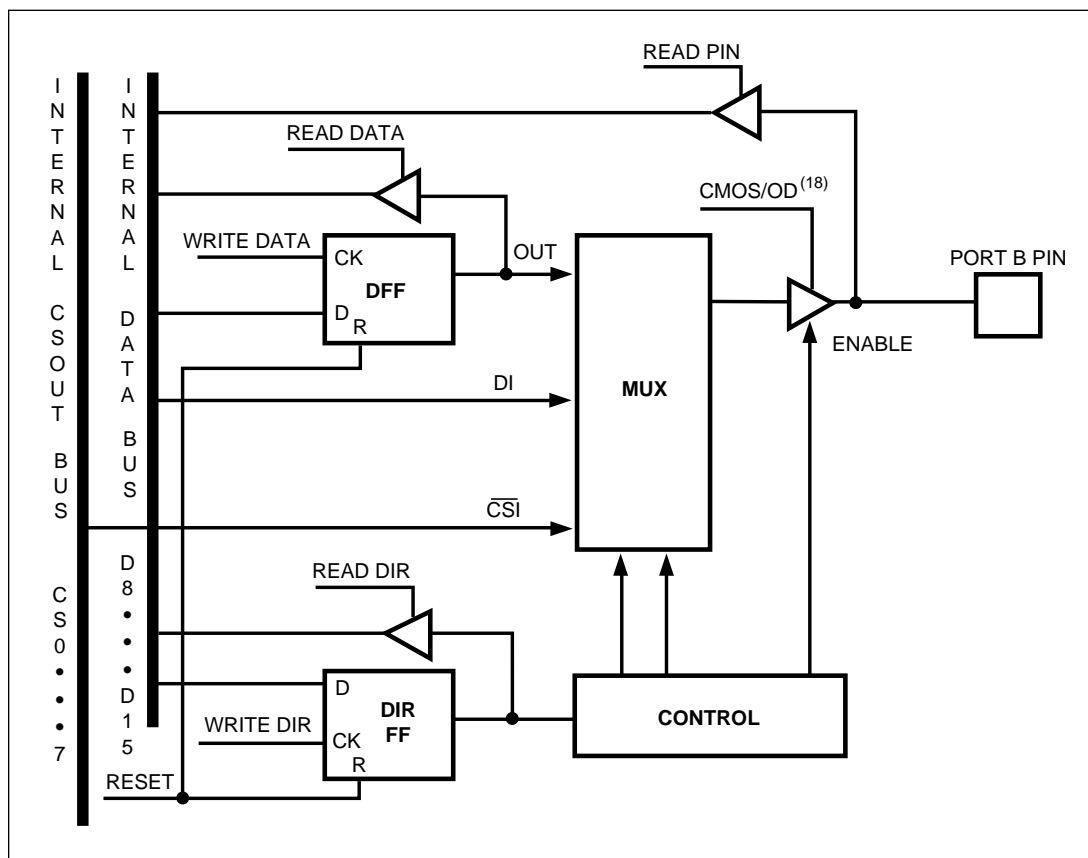 READ PIN
READ DATA
CMOS/OD (18)
WRITE DATA
CK
OUT
DFF
D
R
PORT B PIN
ENABLE
DI
MUX
CSI
READ DIR
D
DIR
FF
WRITE DIR
CK
R
CONTROL
RESET
INTERNAL CSOUT BUS CS0•••7
INTERNAL DATA BUS D8•••D15